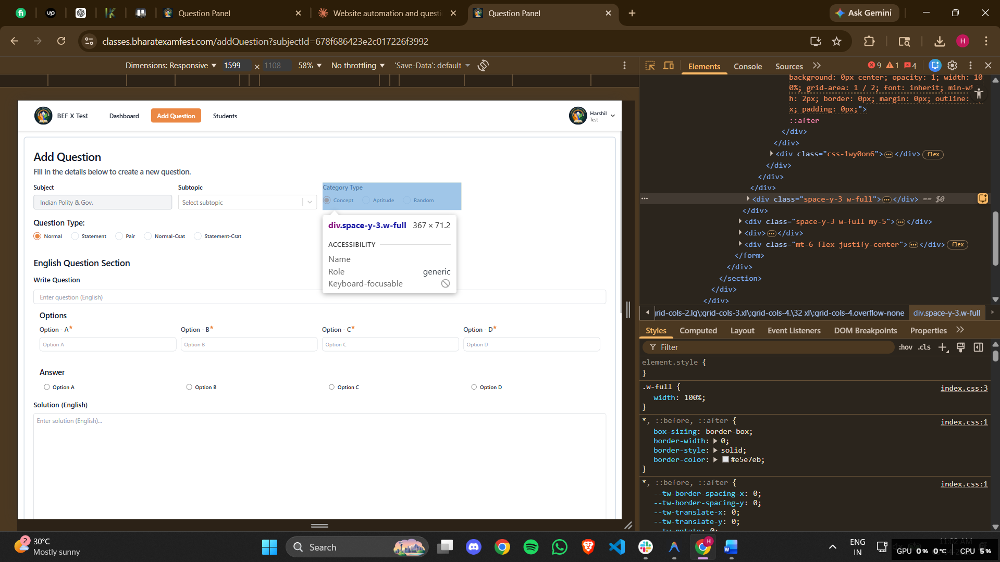 Question Panel
Website automation and questi
Question Panel
Ask Gemini
classes.bharatexamfest.com/addQuestion?subjectId=678f686423e2c017226f3992
H
Dimensions: Responsive
1599
×
1108
58%
No throttling
'Save-Data': default
Elements
Console
Sources
9
1
4
BEF X Test
Dashboard
Add Question
Students
Harshil
Test
Add Question
Fill in the details below to create a new question.
Subject
Subtopic
Category Type
Indian Polity & Gov.
Select subtopic
Concept
Aptitude
Random
Question Type:
Normal
Statement
Pair
Normal-Csat
Statement-Csat
div.space-y-3.w-full 367 × 71.2
ACCESSIBILITY
Name
Role generic
Keyboard-focusable
English Question Section
Write Question
Enter question (English)
Options
Option - A*
Option - B*
Option - C*
Option - D*
Option A
Option B
Option C
Option D
Answer
Option A
Option B
Option C
Option D
Solution (English)
Enter solution (English)...
background: 0px center; opacity: 1; width: 10
0%; grid-area: 1 / 2; font: inherit; min-wi
h: 2px; border: 0px; margin: 0px; outline:
x; padding: 0px;">
::after
</div>
</div>
<div class="css-1wy0on6"> </div> flex
</div>
</div>
</div>
<div class="space-y-3 w-full"> </div> == $0
</div>
<div class="space-y-3 w-full my-5"> </div>
<div> </div>
<div class="mt-6 flex justify-center"> </div> flex
</form>
</div>
</section>
</div>
</div>
rid-cols-2.lg\:grid-cols-3.xl\:grid-cols-4.\32 xl\:grid-cols-4.overflow-none
div.space-y-3.w-full
Styles
Computed
Layout
Event Listeners
DOM Breakpoints
Properties
Filter
:hov
.cls
element.style {
}
.w-full {
index.css:3
width: 100%;
}
*, ::before, ::after {
index.css:1
box-sizing: border-box;
border-width: 0;
border-style: solid;
border-color: #e5e7eb;
}
*, ::before, ::after {
index.css:1
--tw-border-spacing-x: 0;
--tw-border-spacing-y: 0;
--tw-translate-x: 0;
--tw-translate-y: 0;
--tw-rotate: 0;
2
30°C
Mostly sunny
Search
ENG
IN
GPU 0% 0°C
CPU 5%